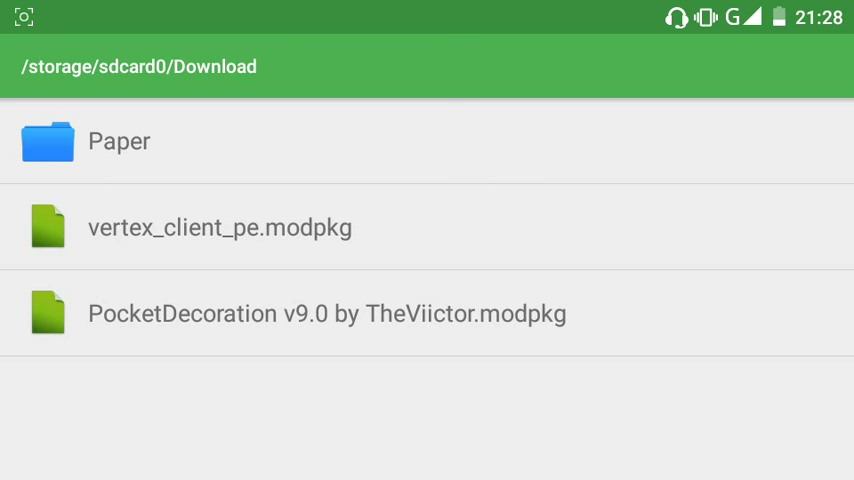 G 21:28
/storage/sdcard0/Download
Paper
vertex_client_pe.modpkg
PocketDecoration v9.0 by TheViictor.modpkg